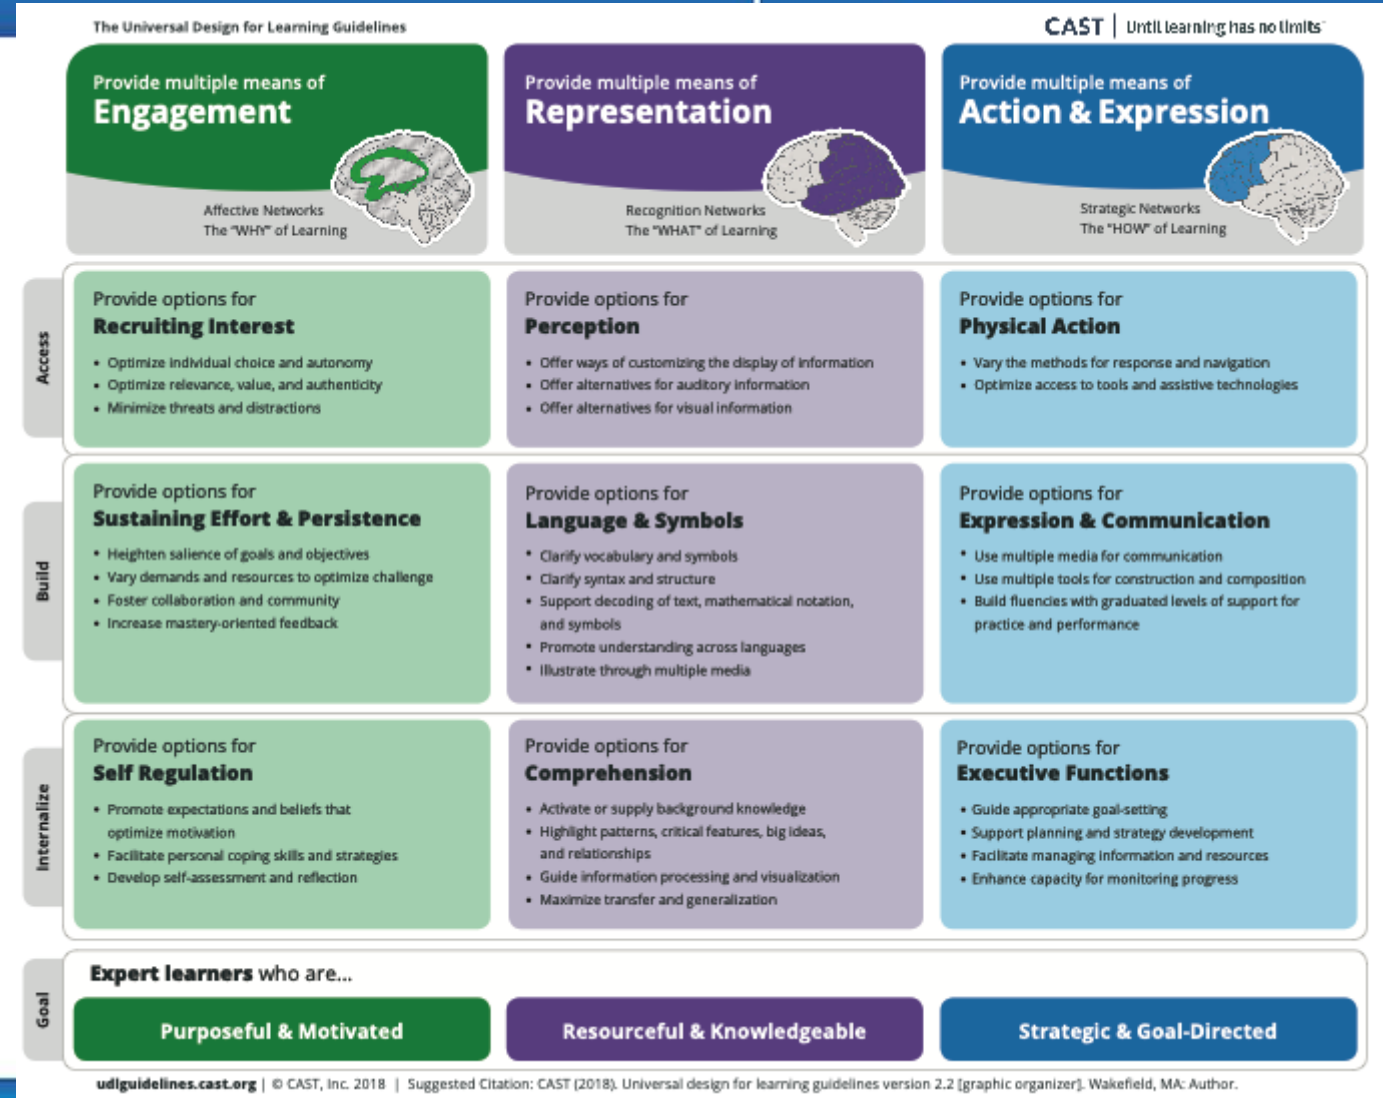 The Universal Design for Learning Guidelines
CAST | Until learning has no limits
Provide multiple means of
Engagement
Affective Networks
The "WHY" of Learning
Provide multiple means of
Representation
Recognition Networks
The "WHAT" of Learning
Provide multiple means of
Action & Expression
Strategic Networks
The "HOW" of Learning
Access
Provide options for
Recruiting Interest
• Optimize individual choice and autonomy
• Optimize relevance, value, and authenticity
• Minimize threats and distractions
Provide options for
Perception
• Offer ways of customizing the display of information
• Offer alternatives for auditory information
• Offer alternatives for visual information
Provide options for
Physical Action
• Vary the methods for response and navigation
• Optimize access to tools and assistive technologies
Build
Provide options for
Sustaining Effort & Persistence
• Heighten salience of goals and objectives
• Vary demands and resources to optimize challenge
• Foster collaboration and community
• Increase mastery-oriented feedback
Provide options for
Language & Symbols
• Clarify vocabulary and symbols
• Clarify syntax and structure
• Support decoding of text, mathematical notation,
and symbols
• Promote understanding across languages
• Illustrate through multiple media
Provide options for
Expression & Communication
• Use multiple media for communication
• Use multiple tools for construction and composition
• Build fluencies with graduated levels of support for
practice and performance
Internalize
Provide options for
Self Regulation
• Promote expectations and beliefs that
optimize motivation
• Facilitate personal coping skills and strategies
• Develop self-assessment and reflection
Provide options for
Comprehension
• Activate or supply background knowledge
• Highlight patterns, critical features, big ideas,
and relationships
• Guide information processing and visualization
• Maximize transfer and generalization
Provide options for
Executive Functions
• Guide appropriate goal-setting
• Support planning and strategy development
• Facilitate managing information and resources
• Enhance capacity for monitoring progress
Goal
Expert learners who are...
Purposeful & Motivated
Resourceful & Knowledgeable
Strategic & Goal-Directed
udlguidelines.cast.org | © CAST, Inc. 2018 | Suggested Citation: CAST (2018). Universal design for learning guidelines version 2.2 [graphic organizer]. Wakefield, MA: Author.